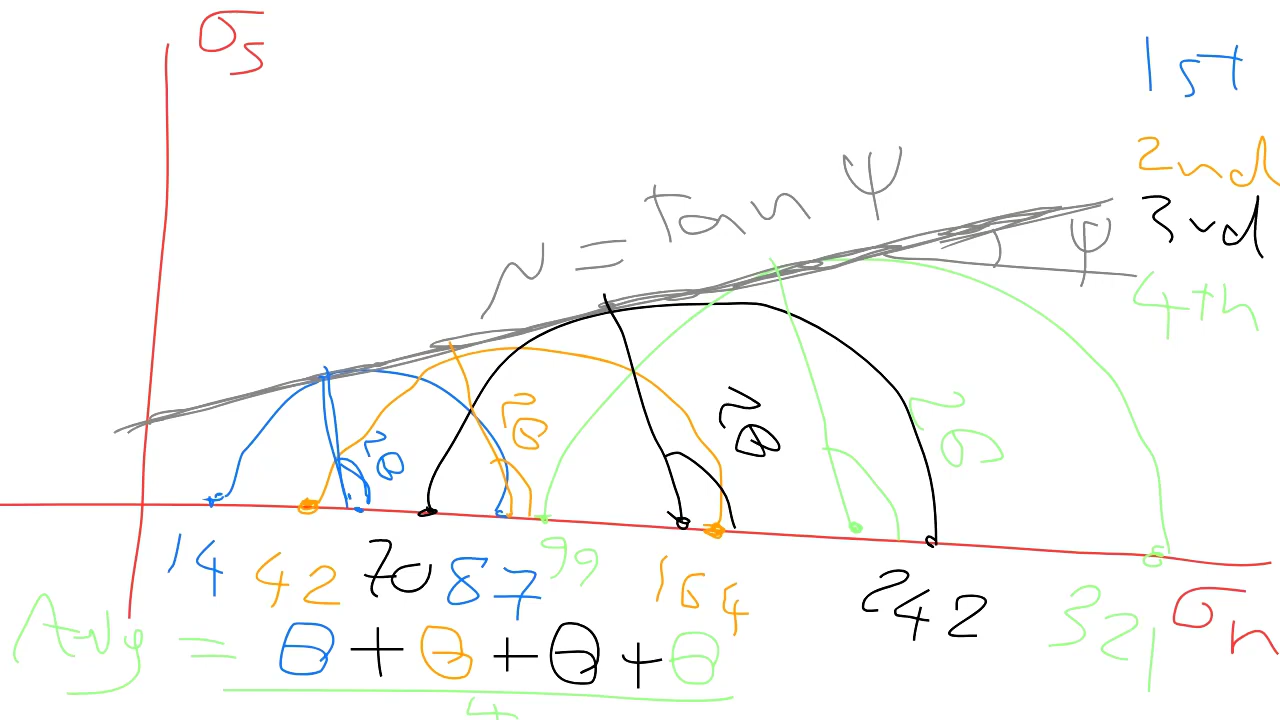 σs
1st
2nd
3rd
4th
μ = tan ψ
ψ
2θ
2θ
2θ
2θ
14 42 70 87 99 164 242 321 σn
Avg = θ + θ + θ + θ
4